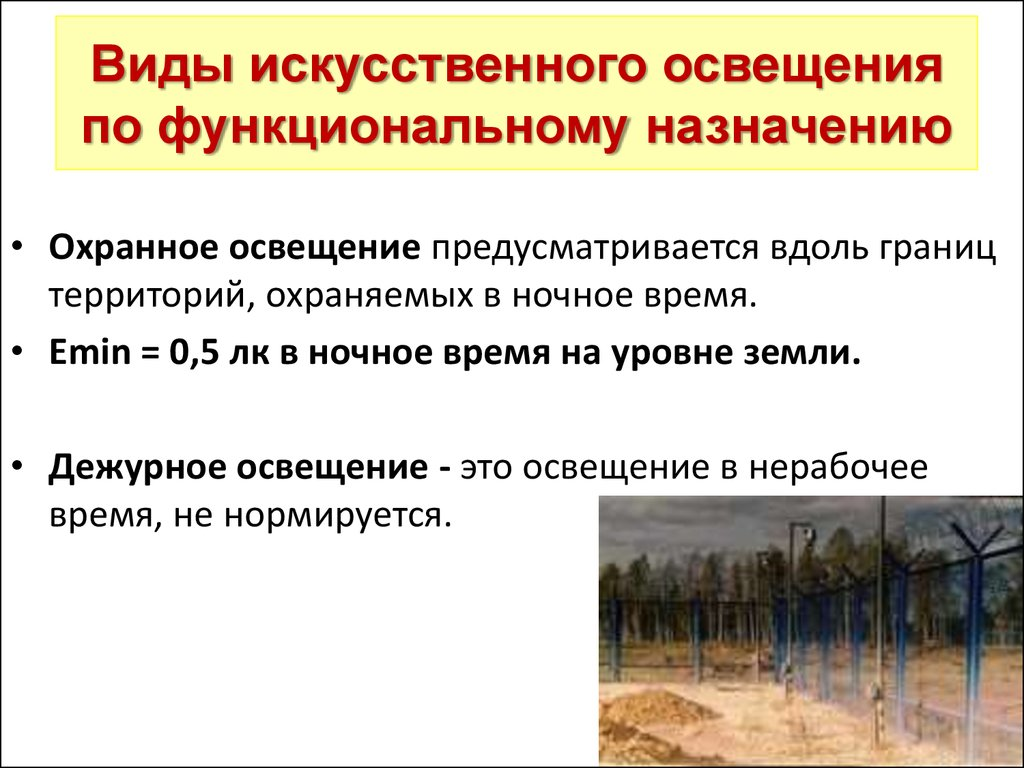 Виды искусственного освещения
по функциональному назначению
• Охранное освещение предусматривается вдоль границ
территорий, охраняемых в ночное время.
• Emin = 0,5 лк в ночное время на уровне земли.
• Дежурное освещение - это освещение в нерабочее
время, не нормируется.